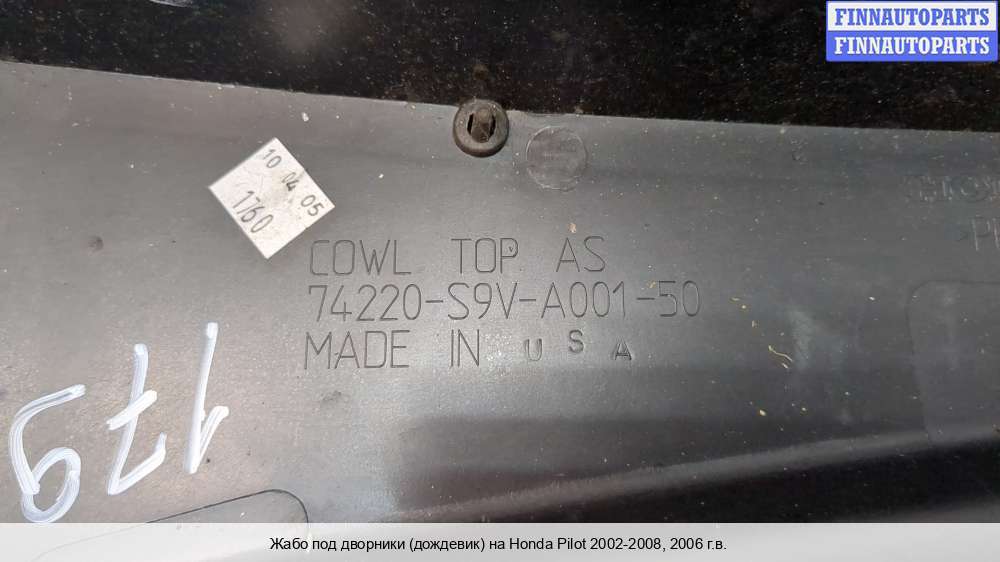 FINNAUTOPARTS
FINNAUTOPARTS
10 04 05
1760
COWL TOP AS
74220-S9V-A001-50
MADE IN USA
179
Жабо под дворники (дождевик) на Honda Pilot 2002-2008, 2006 г.в.